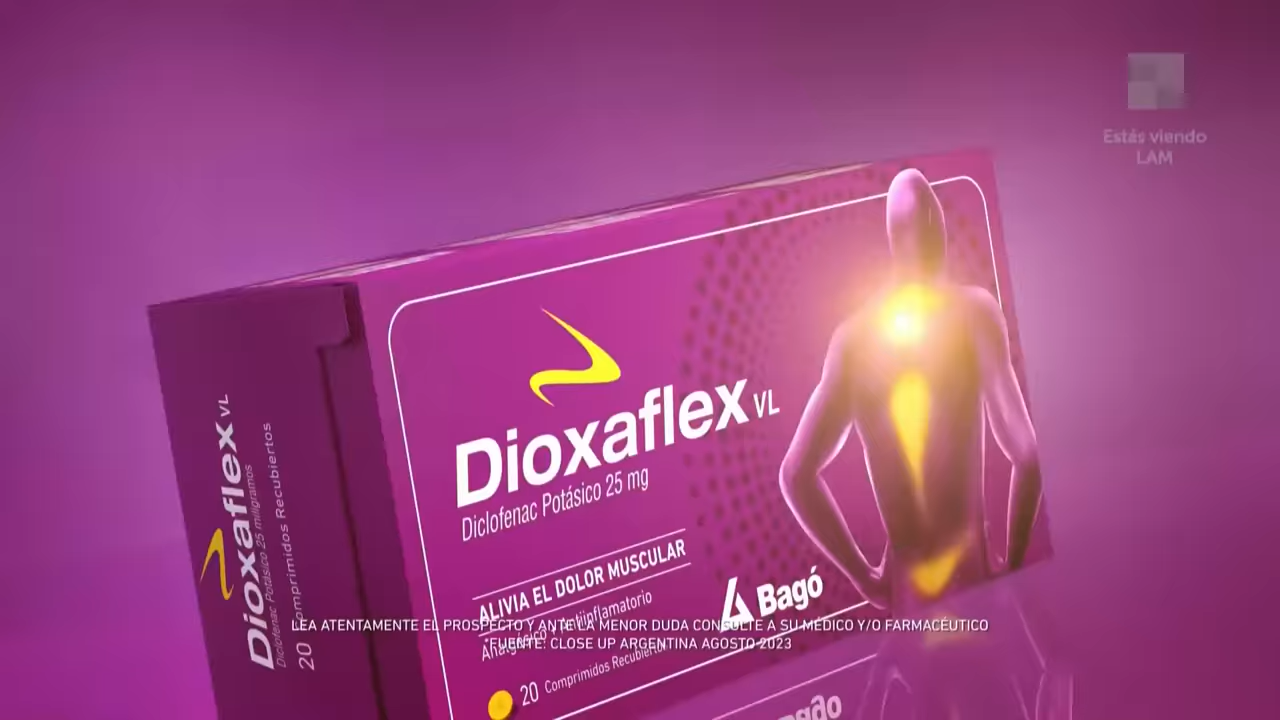 Estás viendo
LAM
Dioxaflex VL
Diclofenac Potásico 25 mg
ALIVIA EL DOLOR MUSCULAR
Analgésico y Antiinflamatorio
20 Comprimidos Recubiertos
Bagó
Dioxaflex VL
Diclofenac Potásico 25 miligramos
20 Comprimidos Recubiertos
LEA ATENTAMENTE EL PROSPECTO Y ANTE LA MENOR DUDA CONSULTE A SU MÉDICO Y/O FARMACÉUTICO
*FUENTE: CLOSE UP ARGENTINA AGOSTO 2023